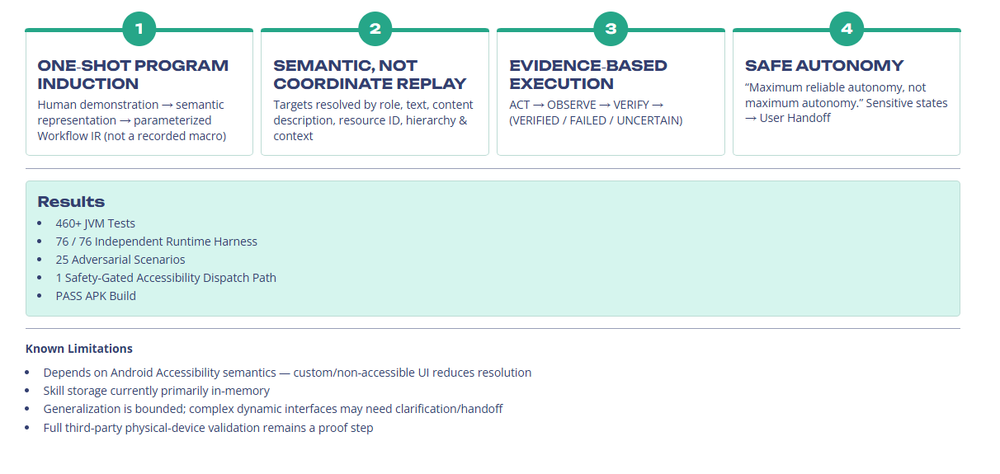 1
ONE-SHOT PROGRAM
INDUCTION
Human demonstration → semantic
representation → parameterized
Workflow IR (not a recorded macro)
2
SEMANTIC, NOT
COORDINATE REPLAY
Targets resolved by role, text, content
description, resource ID, hierarchy &
context
3
EVIDENCE-BASED
EXECUTION
ACT → OBSERVE → VERIFY →
(VERIFIED / FAILED / UNCERTAIN)
4
SAFE AUTONOMY
“Maximum reliable autonomy, not
maximum autonomy.” Sensitive states
→ User Handoff
Results
• 460+ JVM Tests
• 76 / 76 Independent Runtime Harness
• 25 Adversarial Scenarios
• 1 Safety-Gated Accessibility Dispatch Path
• PASS APK Build
Known Limitations
• Depends on Android Accessibility semantics — custom/non-accessible UI reduces resolution
• Skill storage currently primarily in-memory
• Generalization is bounded; complex dynamic interfaces may need clarification/handoff
• Full third-party physical-device validation remains a proof step